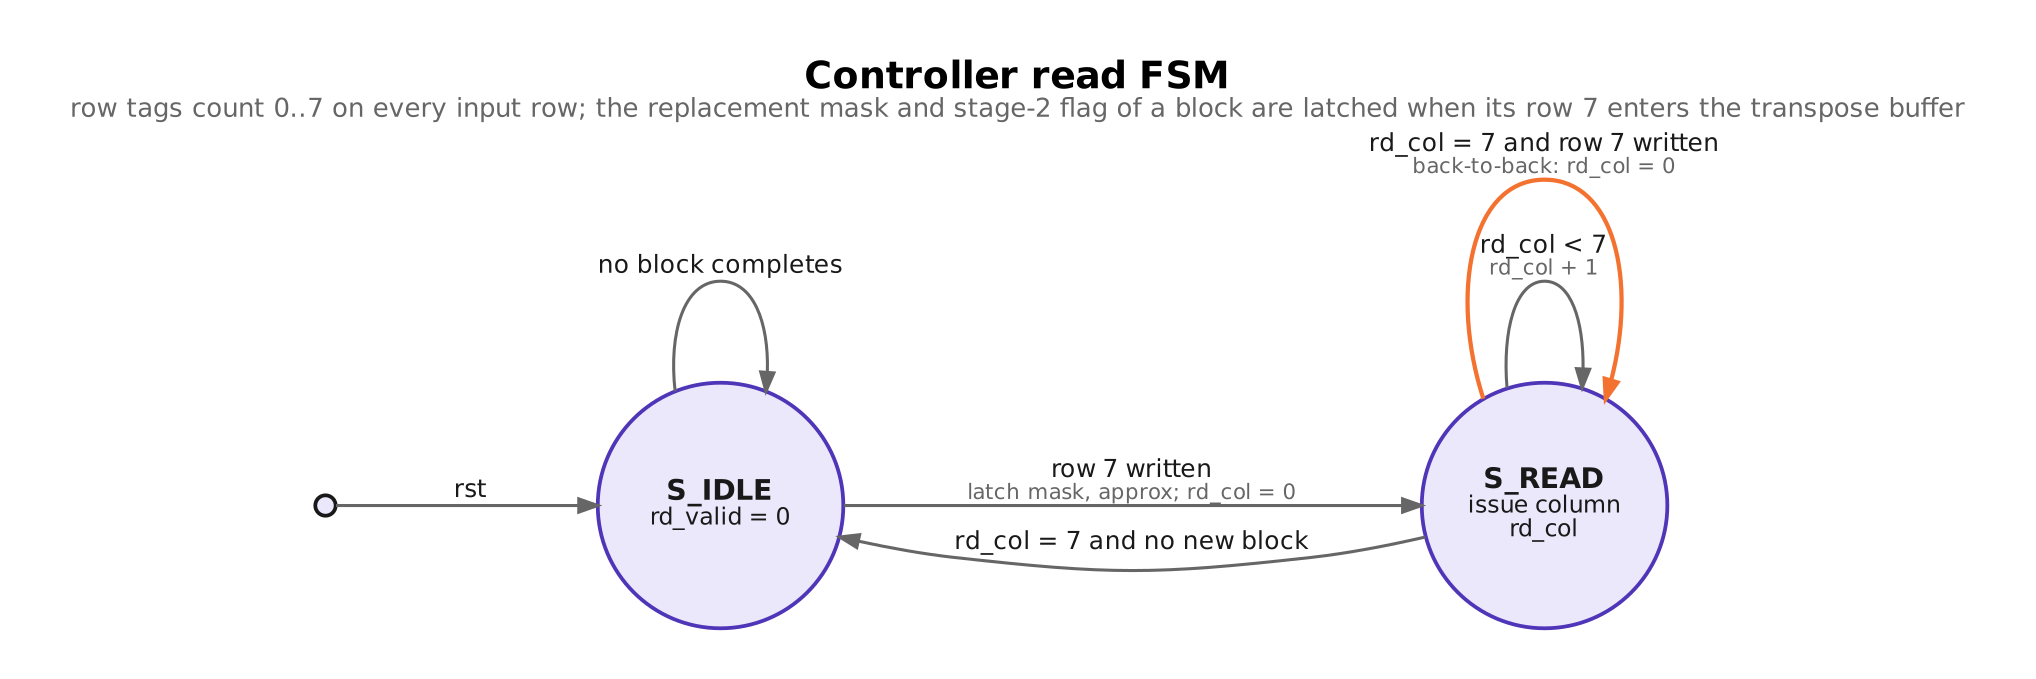 Controller read FSM
row tags count 0..7 on every input row; the replacement mask and stage-2 flag of a block are latched when its row 7 enters the transpose buffer
rd_col = 7 and row 7 written
back-to-back: rd_col = 0
rd_col < 7
rd_col + 1
no block completes
rst
S_IDLE
rd_valid = 0
row 7 written
latch mask, approx; rd_col = 0
rd_col = 7 and no new block
S_READ
issue column
rd_col